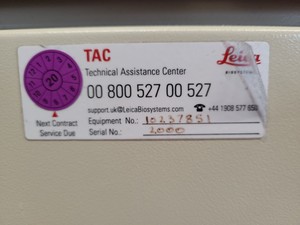 TAC
Leica
BIOSYSTEMS
Technical Assistance Center
20
00 800 527 00 527
support.uk@LeicaBiosystems.com ☎ +44 1908 577 650
Next Contract
Service Due
Equipment No.: 10237851
Serial No.: 2000